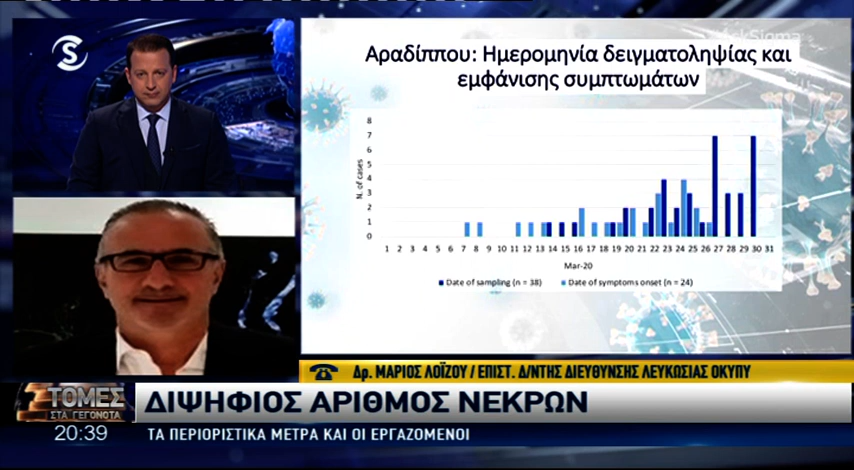 S
#AskSigma
Αραδίππου: Ημερομηνία δειγματοληψίας και
εμφάνισης συμπτωμάτων
N. of cases
8
7
6
5
4
3
2
1
0
1 2 3 4 5 6 7 8 9 10 11 12 13 14 15 16 17 18 19 20 21 22 23 24 25 26 27 28 29 30 31
Mar-20
Date of sampling (n = 38) Date of symptoms onset (n = 24)
Δρ. ΜΑΡΙΟΣ ΛΟΪΖΟΥ / ΕΠΙΣΤ. Δ/ΝΤΗΣ ΔΙΕΥΘΥΝΣΗΣ ΛΕΥΚΩΣΙΑΣ ΟΚΥΠΥ
ΤΟΜΕΣ
ΣΤΑ ΓΕΓΟΝΟΤΑ
ΔΙΨΗΦΙΟΣ ΑΡΙΘΜΟΣ ΝΕΚΡΩΝ
20:39
ΤΑ ΠΕΡΙΟΡΙΣΤΙΚΑ ΜΕΤΡΑ ΚΑΙ ΟΙ ΕΡΓΑΖΟΜΕΝΟΙ